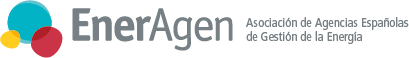 EnerAgen
Asociación de Agencias Españolas
de Gestión de la Energía